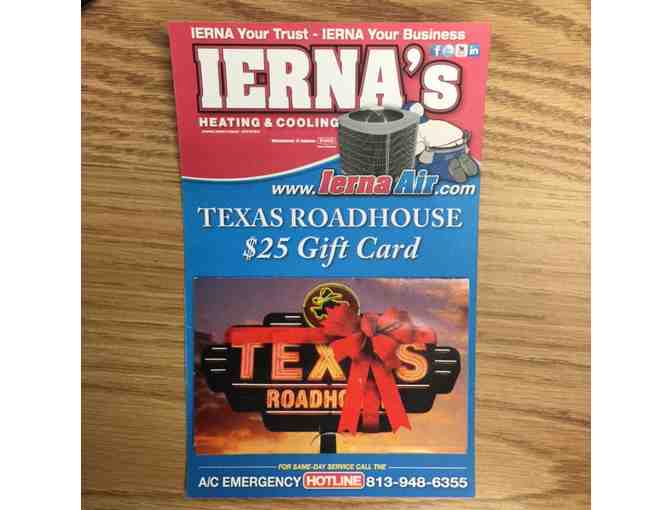 IERNA Your Trust - IERNA Your Business
IERNA's
HEATING & COOLING
www.IernaAir.com
TEXAS ROADHOUSE
$25 Gift Card
TEXAS
ROADHO
FOR SAME-DAY SERVICE CALL THE
A/C EMERGENCY HOTLINE 813-948-6355